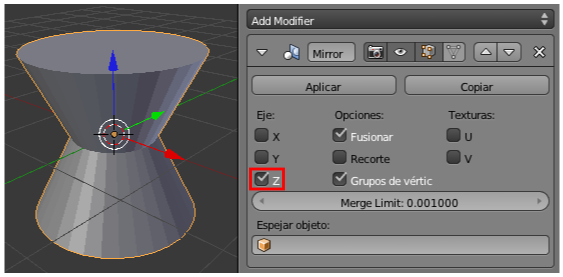 Add Modifier
Mirror
Aplicar Copiar
Eje: Opciones: Texturas:
X Fusionar U
Y Recorte V
Z Grupos de vértic
Merge Limit: 0.001000
Espejar objeto: